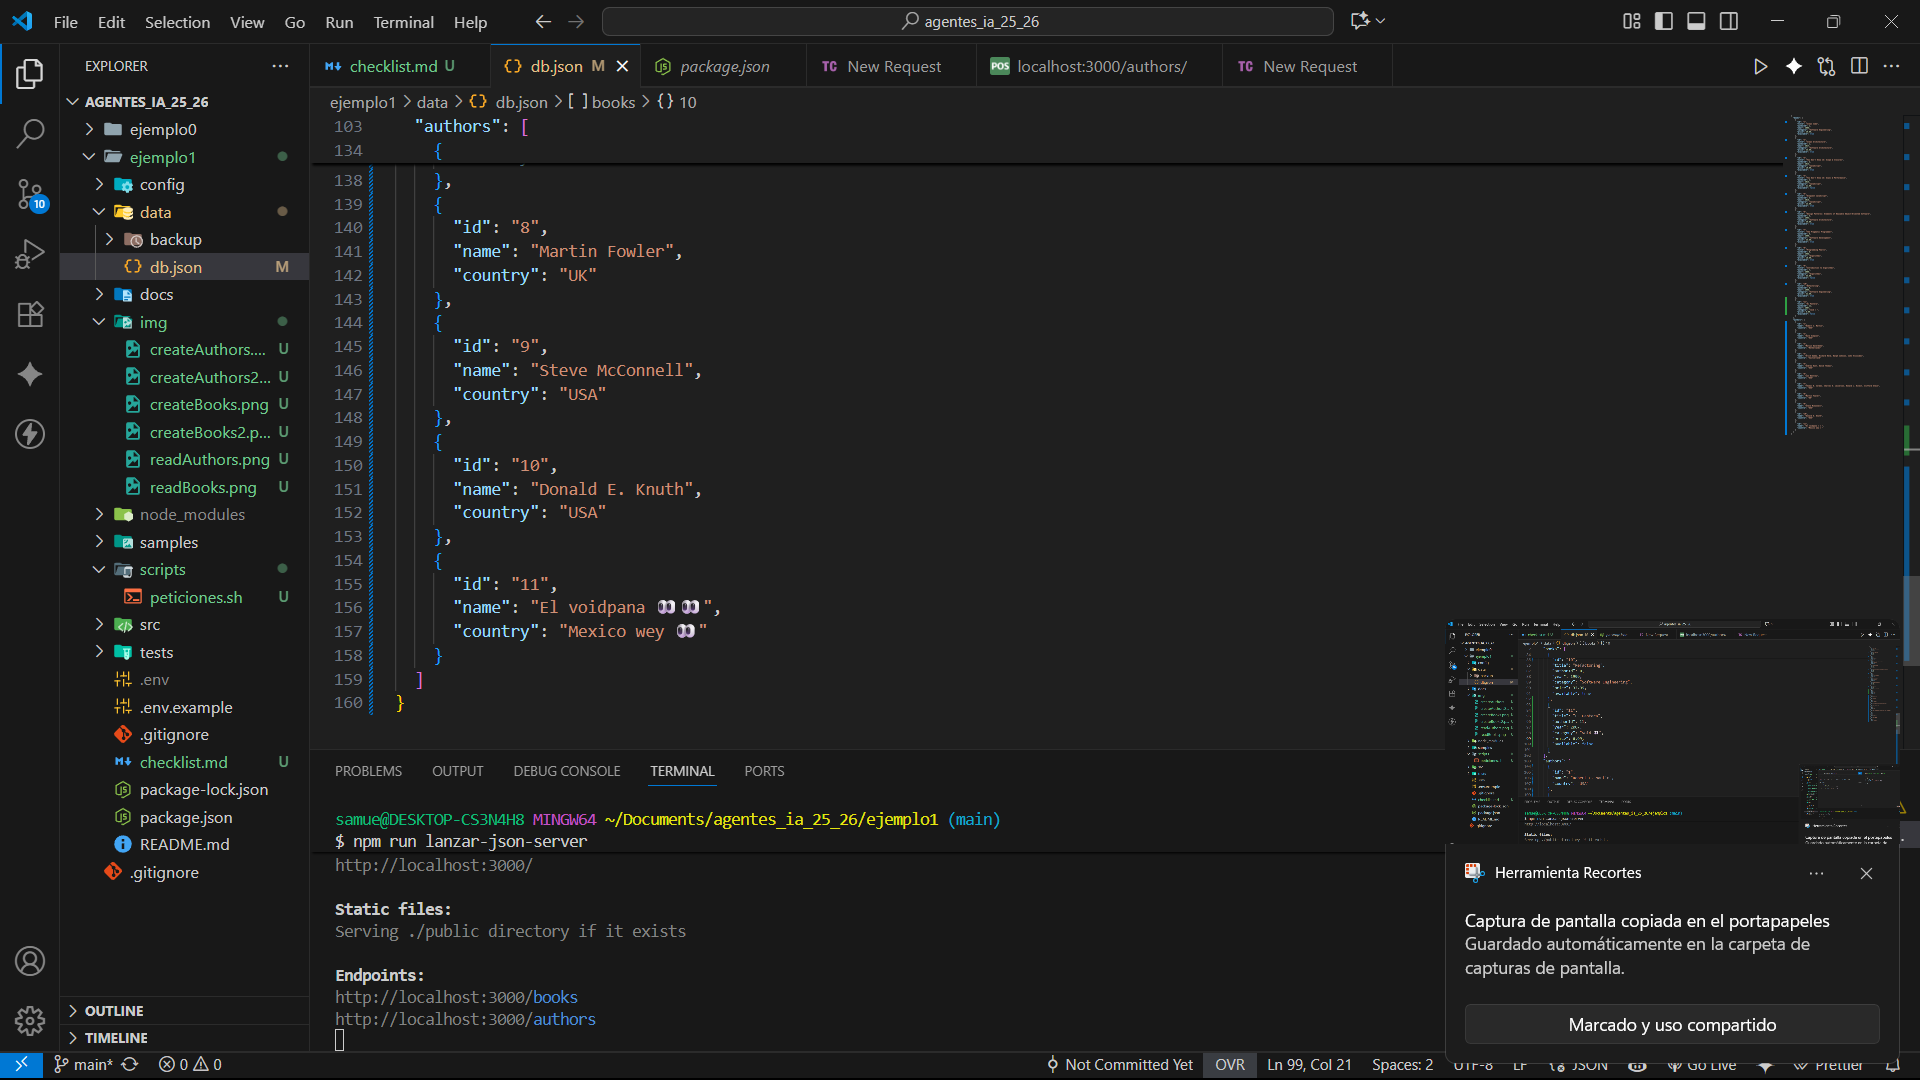 File Edit Selection View Go Run Terminal Help
agentes_ia_25_26
EXPLORER
checklist.md U
db.json M
package.json
TC New Request
POS localhost:3000/authors/
TC New Request
AGENTES_IA_25_26
ejemplo1 > data > {} db.json > [ ] books > {} 10
ejemplo0
ejemplo1
config
data
backup
db.json M
docs
img
createAuthors.... U
createAuthors2... U
createBooks.png U
createBooks2.p... U
readAuthors.png U
readBooks.png U
node_modules
samples
scripts
peticiones.sh U
src
tests
.env
.env.example
.gitignore
checklist.md U
package-lock.json
package.json
README.md
.gitignore
OUTLINE
TIMELINE
10
103 "authors": [
134 {
138 },
139 {
140 "id": "8",
141 "name": "Martin Fowler",
142 "country": "UK"
143 },
144 {
145 "id": "9",
146 "name": "Steve McConnell",
147 "country": "USA"
148 },
149 {
150 "id": "10",
151 "name": "Donald E. Knuth",
152 "country": "USA"
153 },
154 {
155 "id": "11",
156 "name": "El voidpana 👀👀",
157 "country": "Mexico wey 👀"
158 }
159 ]
160 }
PROBLEMS OUTPUT DEBUG CONSOLE TERMINAL PORTS
samue@DESKTOP-CS3N4H8 MINGW64 ~/Documents/agentes_ia_25_26/ejemplo1 (main)
$ npm run lanzar-json-server
http://localhost:3000/
Static files:
Serving ./public directory if it exists
Endpoints:
http://localhost:3000/books
http://localhost:3000/authors
Herramienta Recortes
Captura de pantalla copiada en el portapapeles
Guardado automáticamente en la carpeta de
capturas de pantalla.
Marcado y uso compartido
main* 0 0 Not Committed Yet OVR Ln 99, Col 21 Spaces: 2 UTF-8 LF {} JSON Go Live Prettier